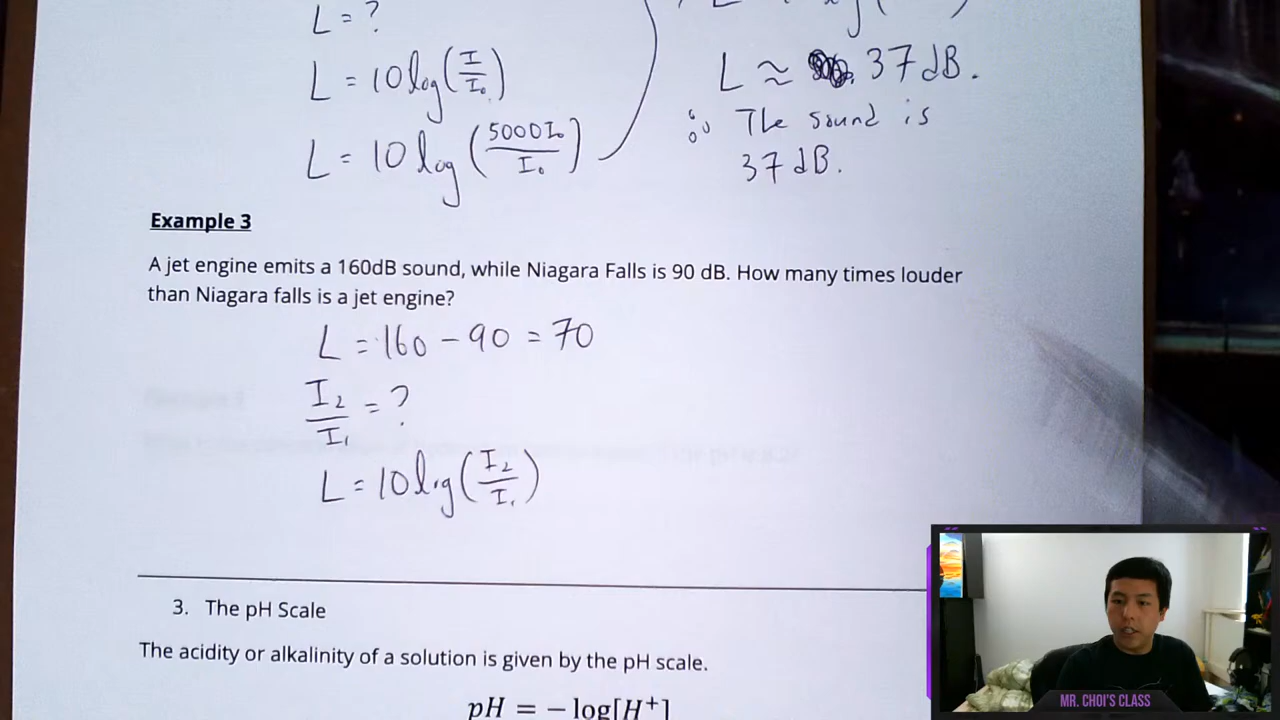 L = ?
L = 10 log(I/I₀)
L = 10 log(5000I₀/I₀)
L ≈ 37 dB.
∴ The sound is
37 dB.
Example 3
A jet engine emits a 160dB sound, while Niagara Falls is 90 dB. How many times louder
than Niagara falls is a jet engine?
L = 160 - 90 = 70
I₂/I₁ = ?
L = 10 log(I₂/I₁)
3. The pH Scale
The acidity or alkalinity of a solution is given by the pH scale.
pH = − log[H⁺]
MR. CHOI'S CLASS